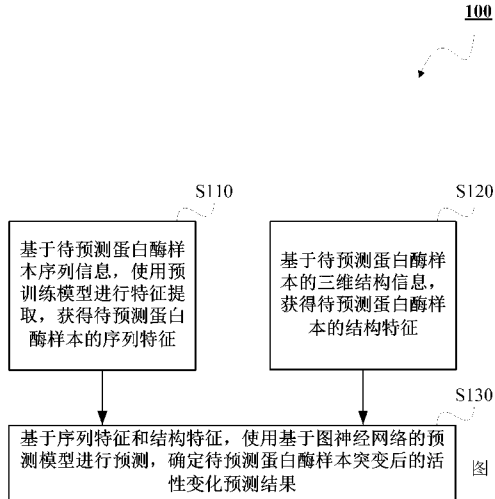 100
S110
S120
基于待预测蛋白酶样
本序列信息，使用预
训练模型进行特征提
取，获得待预测蛋白
酶样本的序列特征
基于待预测蛋白酶样
本的三维结构信息，
获得待预测蛋白酶样
本的结构特征
S130
基于序列特征和结构特征，使用基于图神经网络的预
测模型进行预测，确定待预测蛋白酶样本突变后的活
性变化预测结果
图